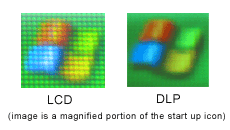 LCD DLP
(image is a magnified portion of the start up icon)